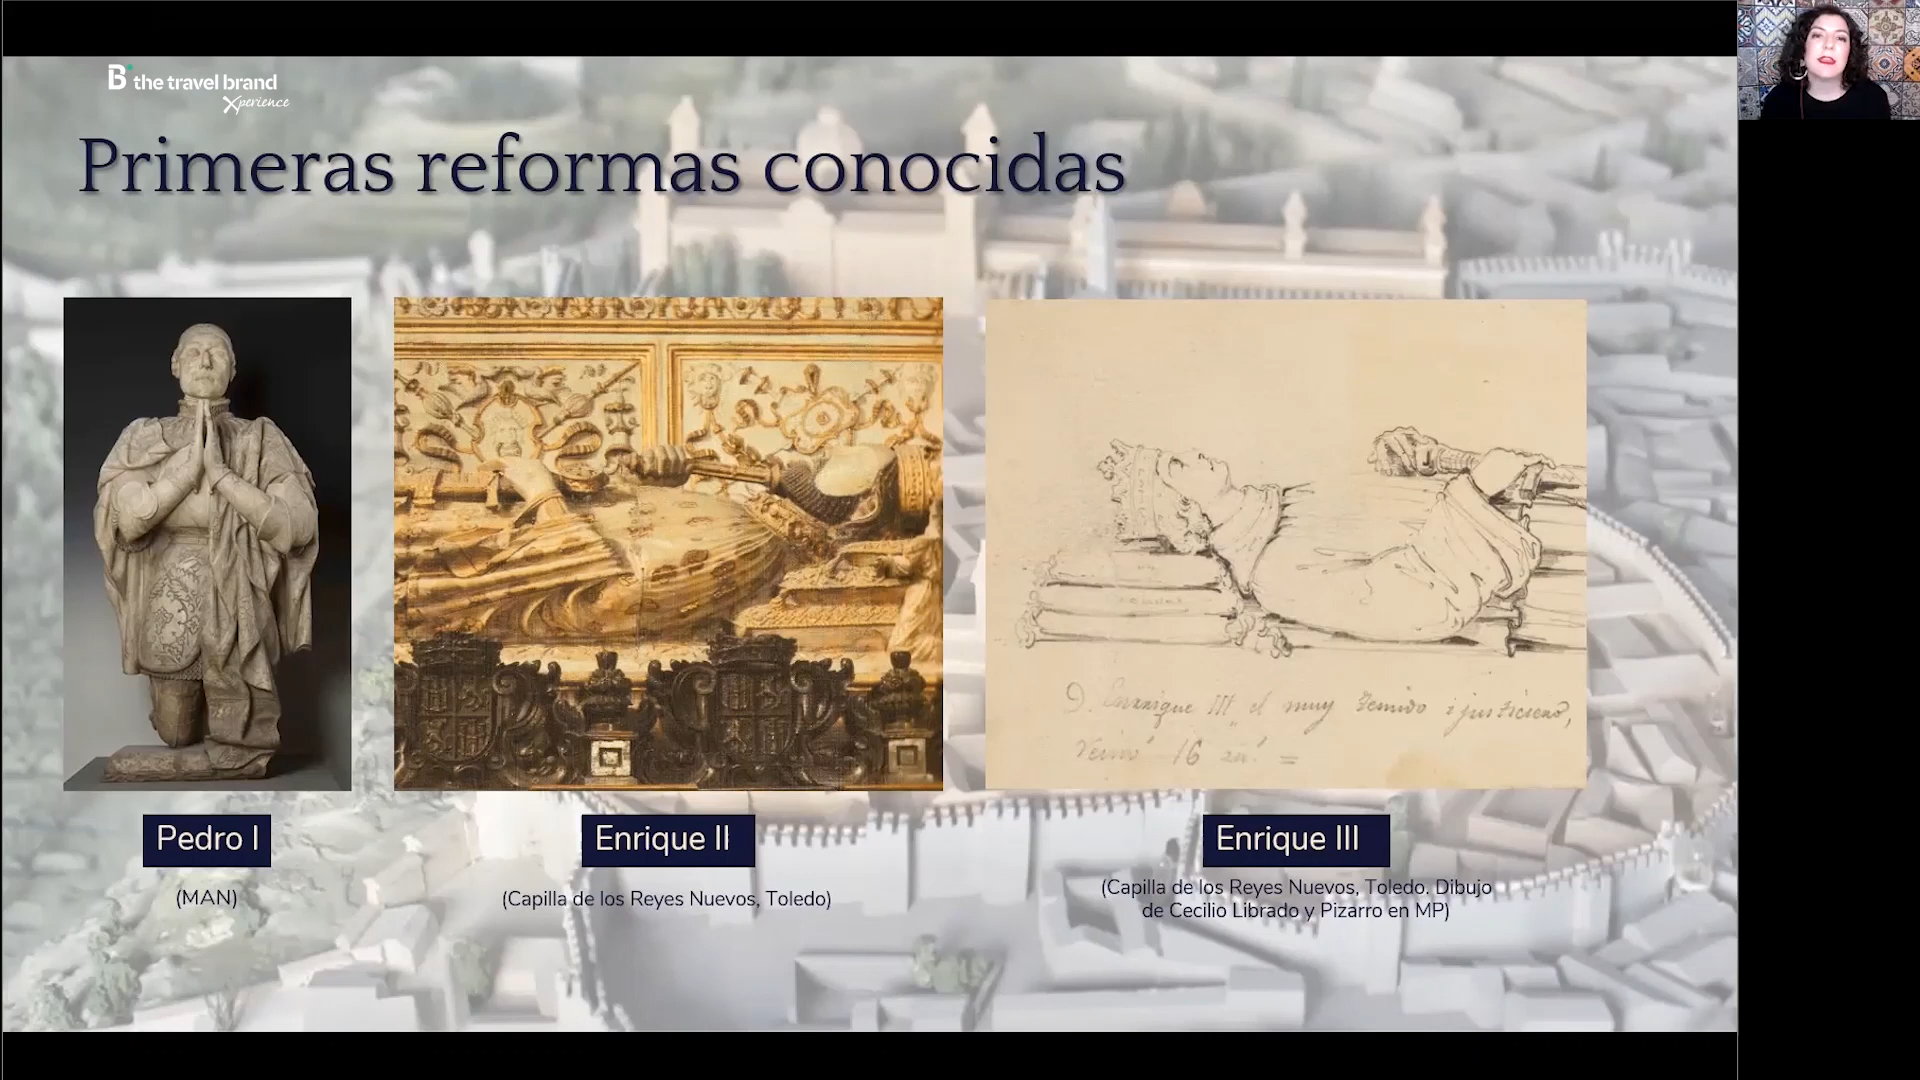 B the travel brand
Xperience
Primeras reformas conocidas
D. Enrrique III el muy temido i justiciero,
16
Pedro I
Enrique II
Enrique III
(MAN)
(Capilla de los Reyes Nuevos, Toledo)
(Capilla de los Reyes Nuevos, Toledo. Dibujo
de Cecilio Librado y Pizarro en MP)